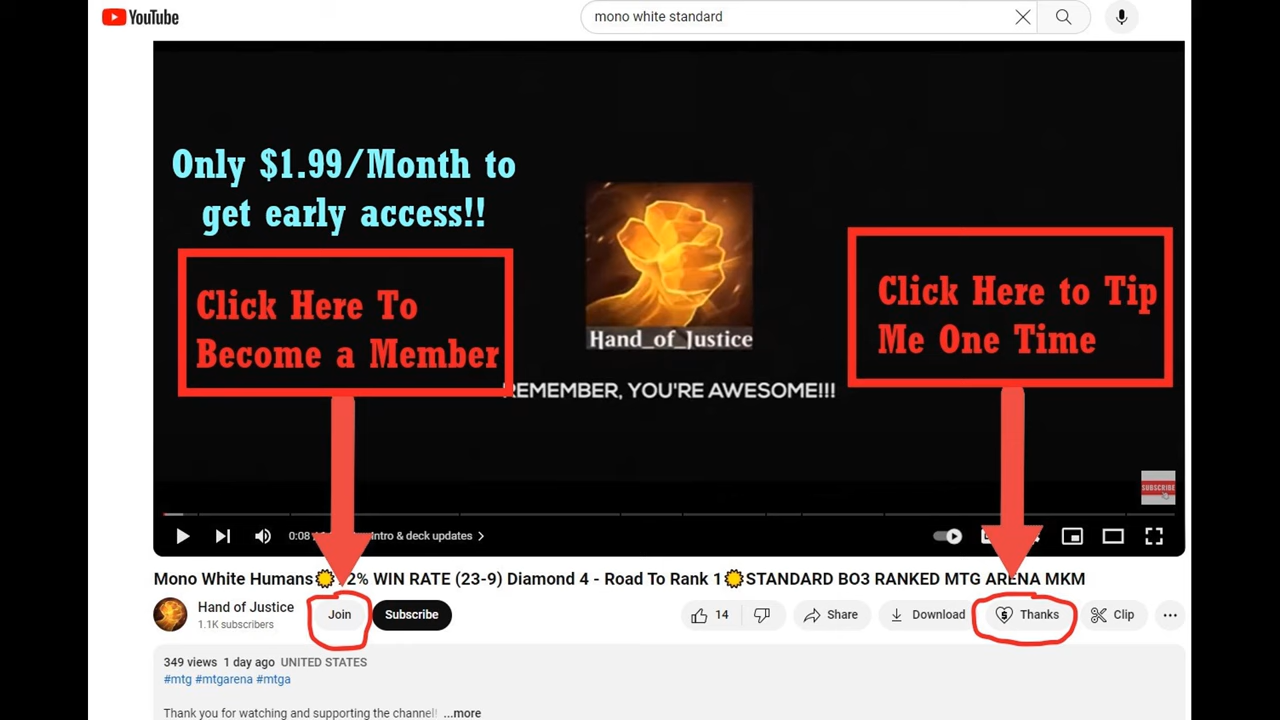 YouTube
mono white standard
Only $1.99/Month to
get early access!!
Click Here To
Become a Member
Click Here to Tip
Me One Time
Hand_of_Justice
REMEMBER, YOU'RE AWESOME!!!
SUBSCRIBE
0:08
Intro & deck updates
Mono White Humans 2% WIN RATE (23-9) Diamond 4 - Road To Rank 1 STANDARD BO3 RANKED MTG ARENA MKM
Hand of Justice
1.1K subscribers
Join
Subscribe
14
Share
Download
Thanks
Clip
349 views 1 day ago UNITED STATES
#mtg #mtgarena #mtga
Thank you for watching and supporting the channel! ...more